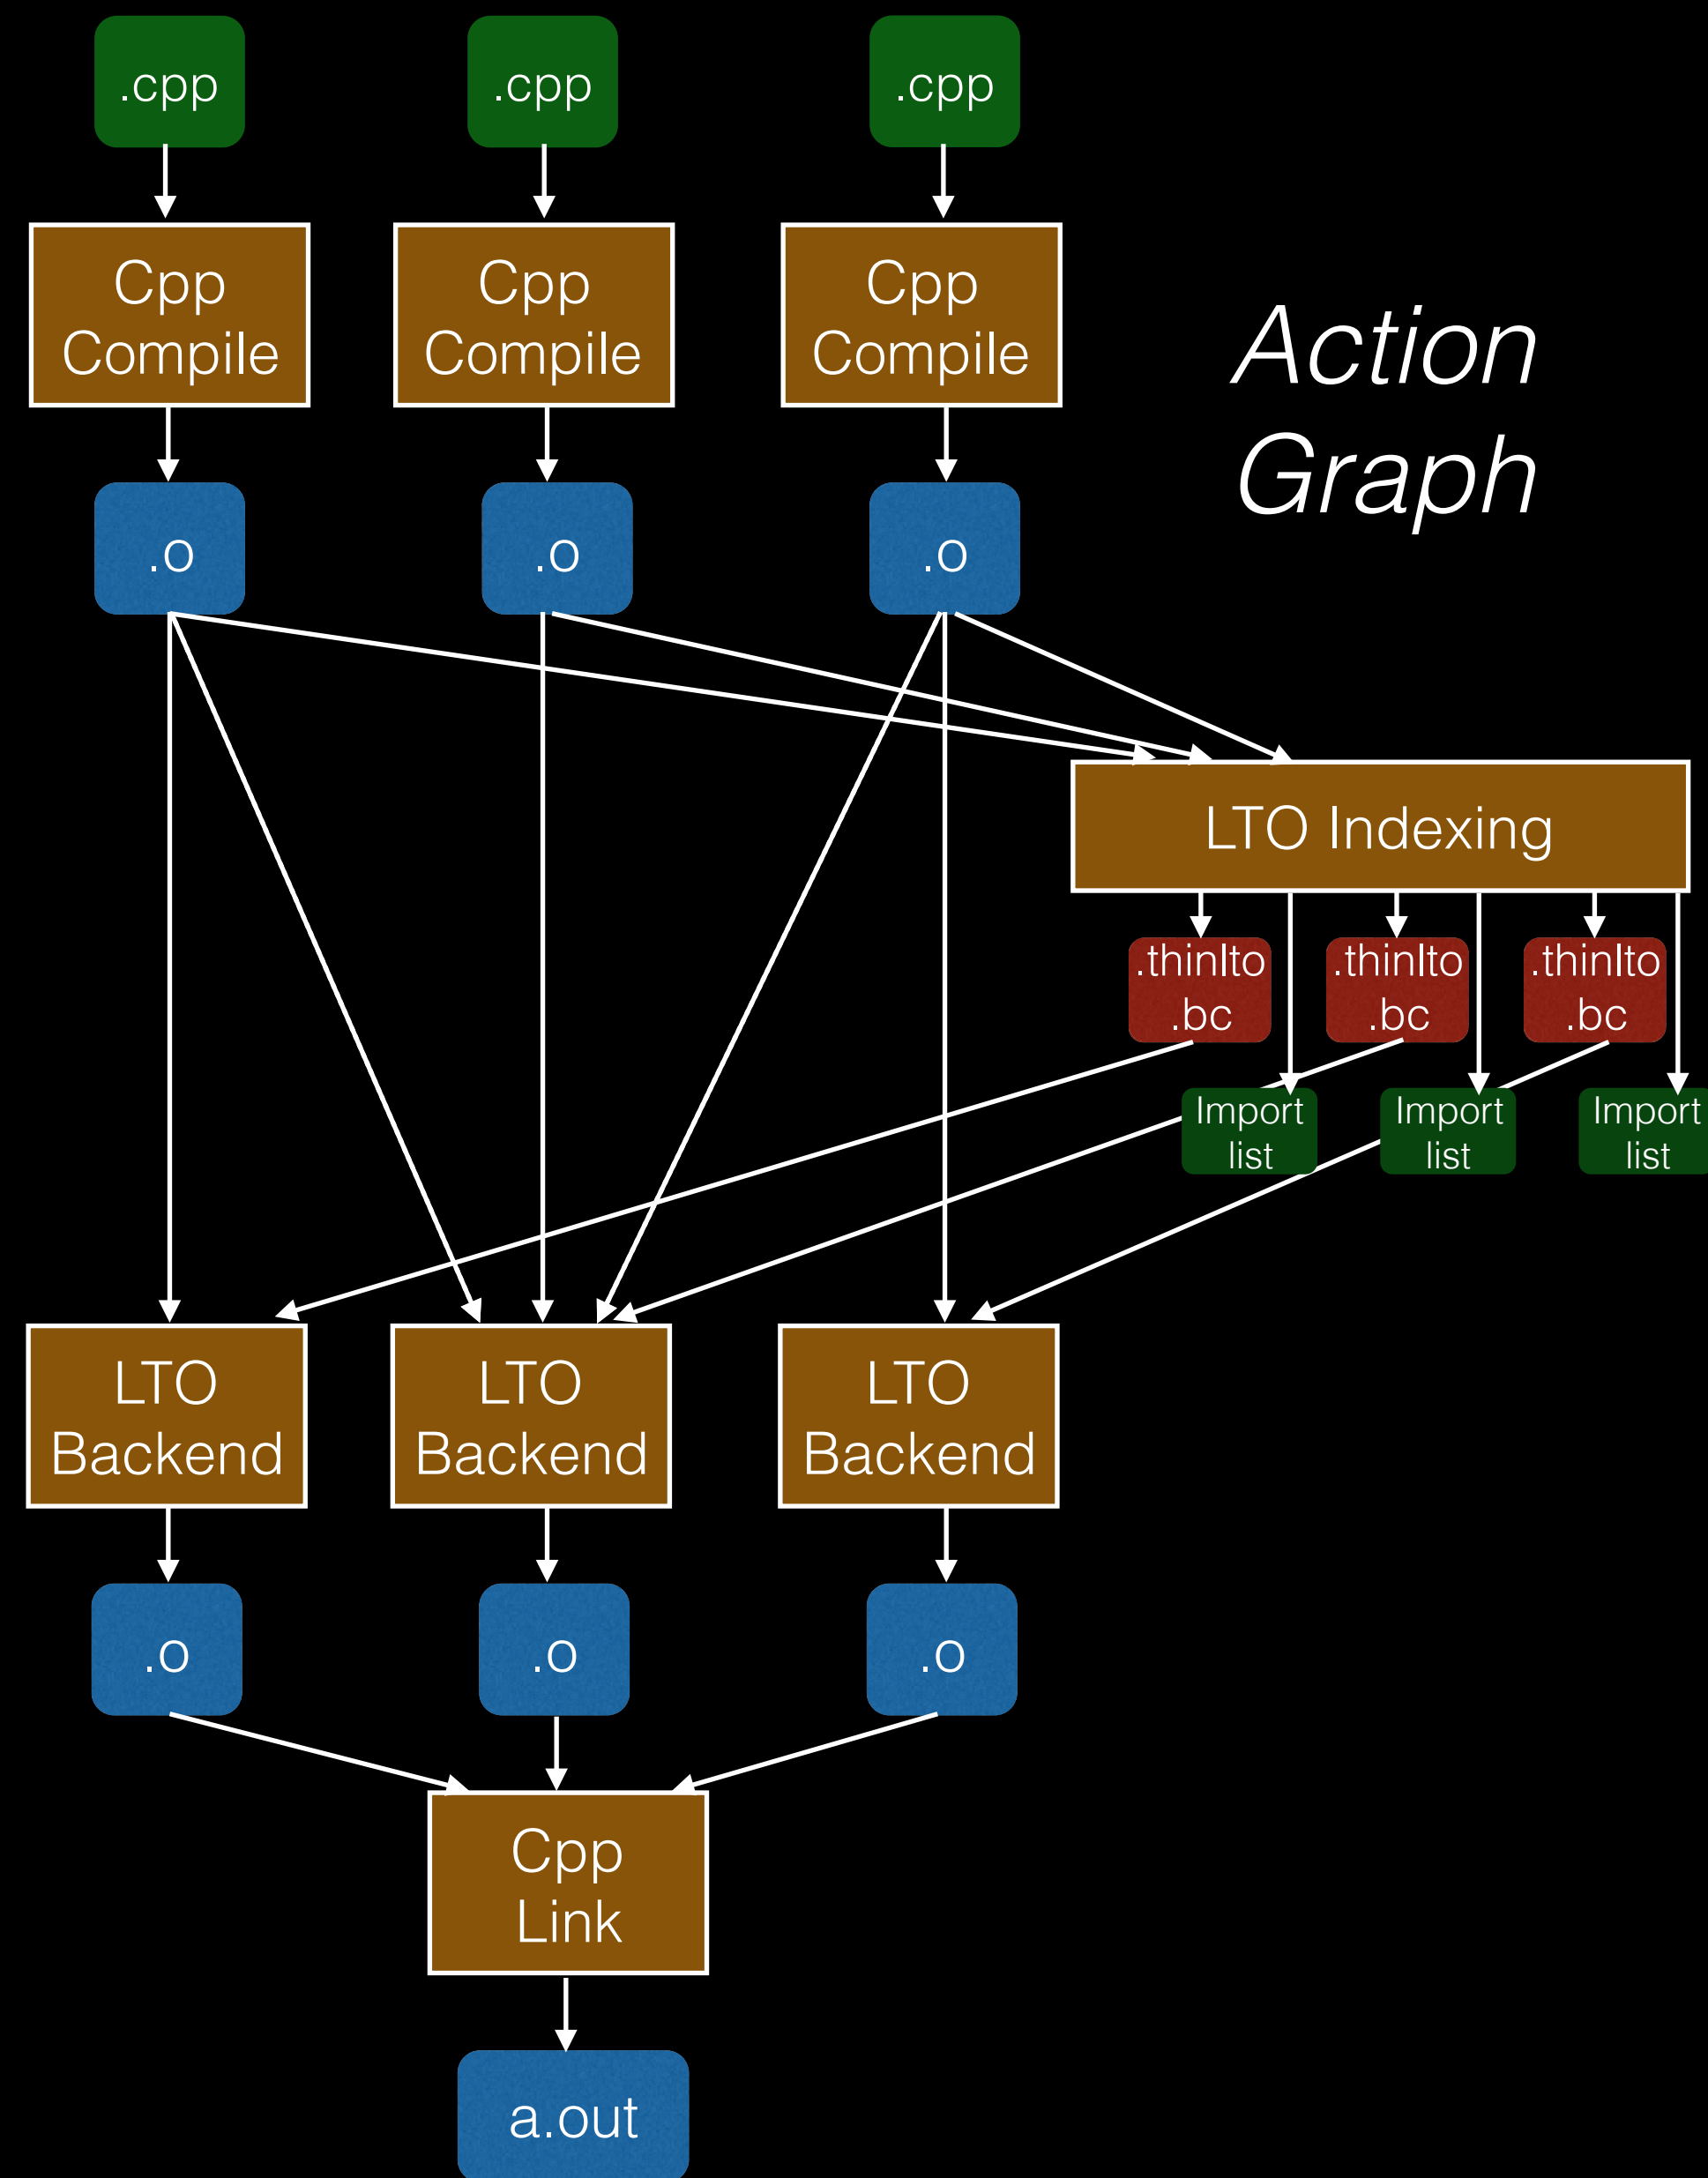 .cpp
.cpp
.cpp
Cpp
Compile
Cpp
Compile
Cpp
Compile
Action
Graph
.o
.o
.o
LTO Indexing
.thinlto
.bc
.thinlto
.bc
.thinlto
.bc
Import
list
Import
list
Import
list
LTO
Backend
LTO
Backend
LTO
Backend
.o
.o
.o
Cpp
Link
a.out